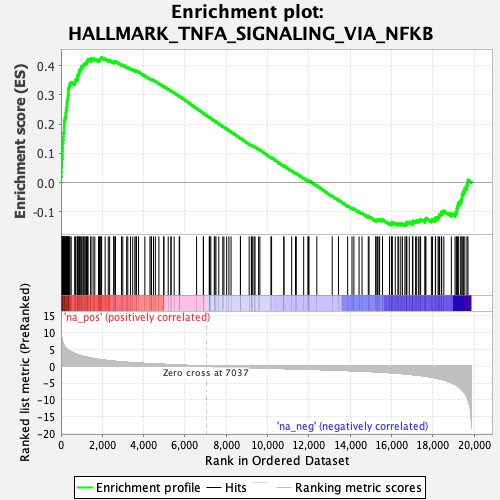 Enrichment plot:
HALLMARK_TNFA_SIGNALING_VIA_NFKB
Enrichment score (ES)
0.4
0.3
0.2
0.1
0.0
-0.1
Ranked list metric (PreRanked)
15
10
5
0
-5
-10
-15
-20
'na_pos' (positively correlated)
Zero cross at 7037
'na_neg' (negatively correlated)
0
2,000
4,000
6,000
8,000
10,000
12,000
14,000
16,000
18,000
20,000
Rank in Ordered Dataset
Enrichment profile
Hits
Ranking metric scores